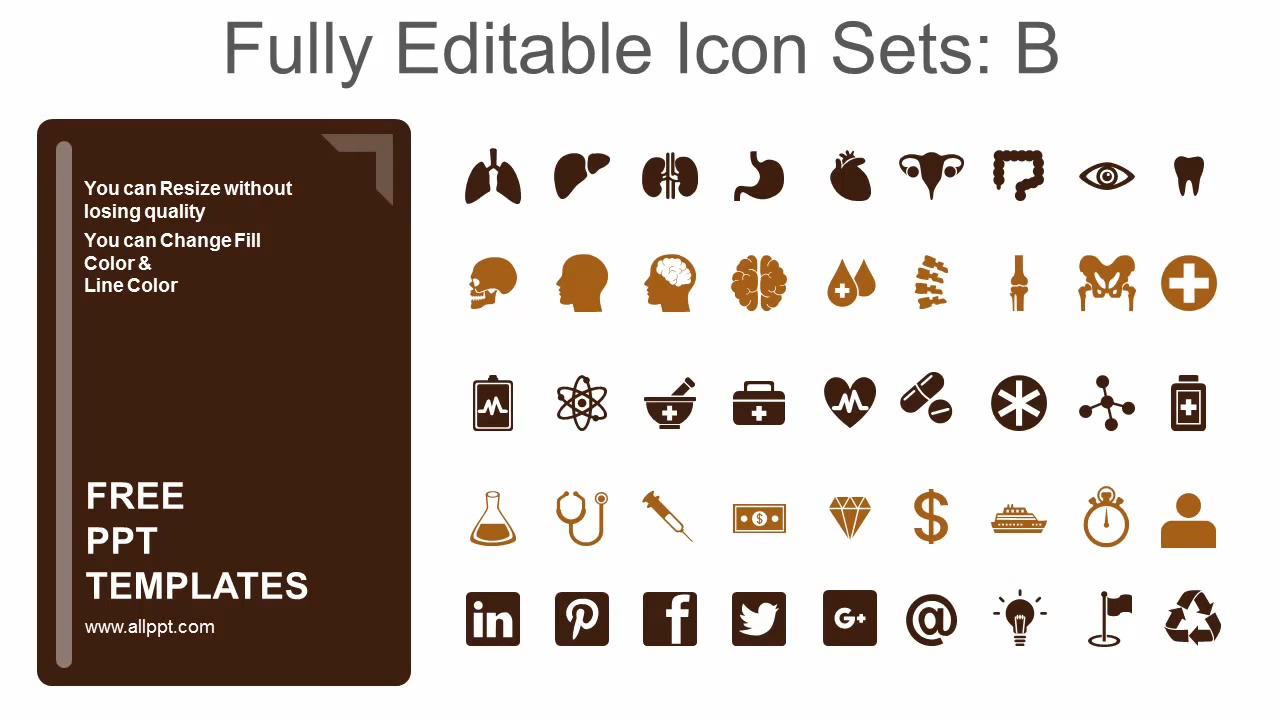 Fully Editable Icon Sets: B
You can Resize without
losing quality
You can Change Fill
Color &
Line Color
FREE
PPT
TEMPLATES
www.allppt.com
$
in
f
G+
@